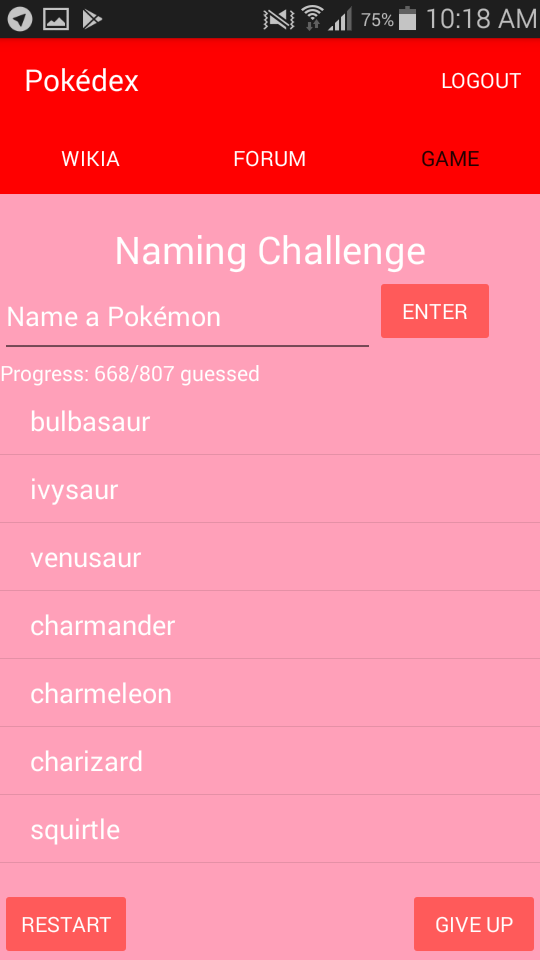 75% 10:18 AM
Pokédex LOGOUT
WIKIA FORUM GAME
Naming Challenge
Name a Pokémon ENTER
Progress: 668/807 guessed
bulbasaur
ivysaur
venusaur
charmander
charmeleon
charizard
squirtle
RESTART GIVE UP